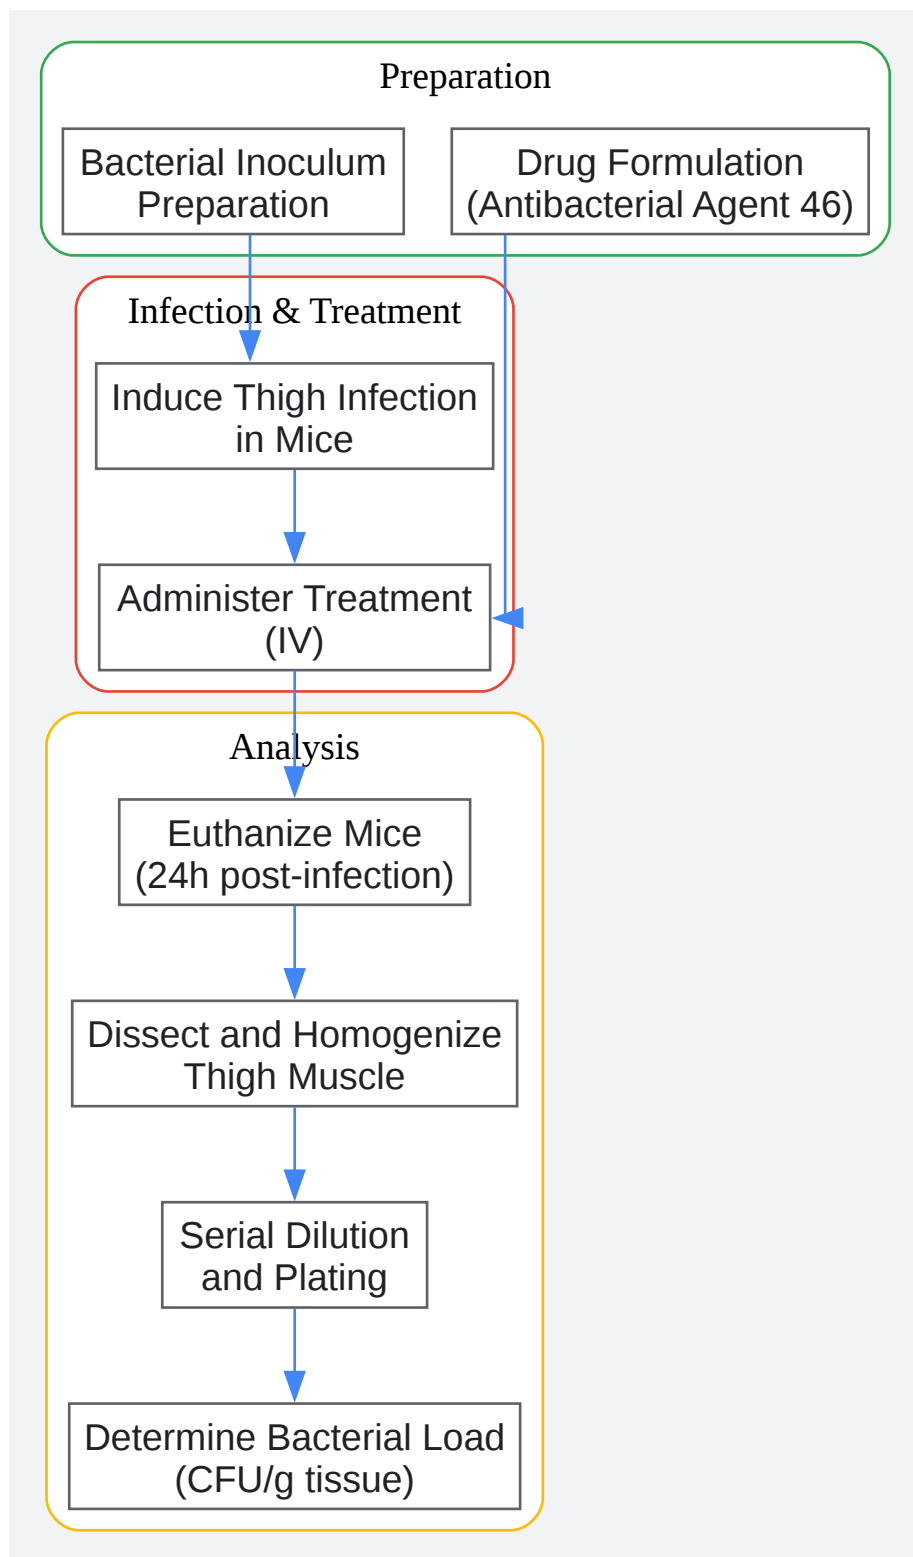 Preparation
Bacterial Inoculum
Preparation
Drug Formulation
(Antibacterial Agent 46)
Infection & Treatment
Induce Thigh Infection
in Mice
Administer Treatment
(IV)
Analysis
Euthanize Mice
(24h post-infection)
Dissect and Homogenize
Thigh Muscle
Serial Dilution
and Plating
Determine Bacterial Load
(CFU/g tissue)